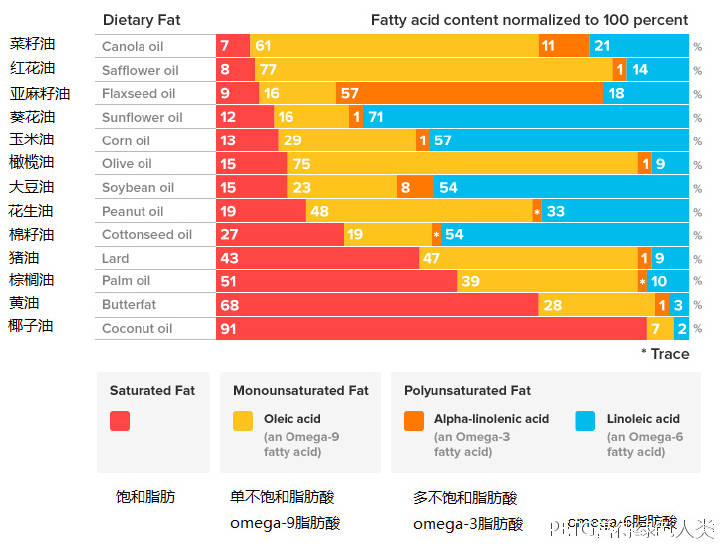 Dietary Fat Fatty acid content normalized to 100 percent
菜籽油 Canola oil 7 61 11 21 %
红花油 Safflower oil 8 77 1 14 %
亚麻籽油 Flaxseed oil 9 16 57 18 %
葵花油 Sunflower oil 12 16 1 71 %
玉米油 Corn oil 13 29 1 57 %
橄榄油 Olive oil 15 75 1 9 %
大豆油 Soybean oil 15 23 8 54 %
花生油 Peanut oil 19 48 * 33 %
棉籽油 Cottonseed oil 27 19 * 54 %
猪油 Lard 43 47 1 9 %
棕榈油 Palm oil 51 39 * 10 %
黄油 Butterfat 68 28 1 3 %
椰子油 Coconut oil 91 7 2 %
* Trace
Saturated Fat Monounsaturated Fat Polyunsaturated Fat
Oleic acid Alpha-linolenic acid Linoleic acid
(an Omega-9 (an Omega-3 (an Omega-6
fatty acid) fatty acid) fatty acid)
饱和脂肪 单不饱和脂肪酸 多不饱和脂肪酸
omega-9脂肪酸 omega-3脂肪酸 omega-6脂肪酸